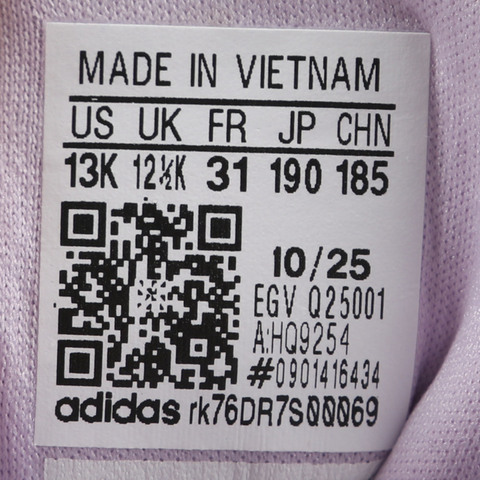 MADE IN VIETNAM
US UK FR JP CHN
13K 12½K 31 190 185
10/25
EGV Q25001
A:HQ9254
#0901416434
adidas rk76DR7S00069